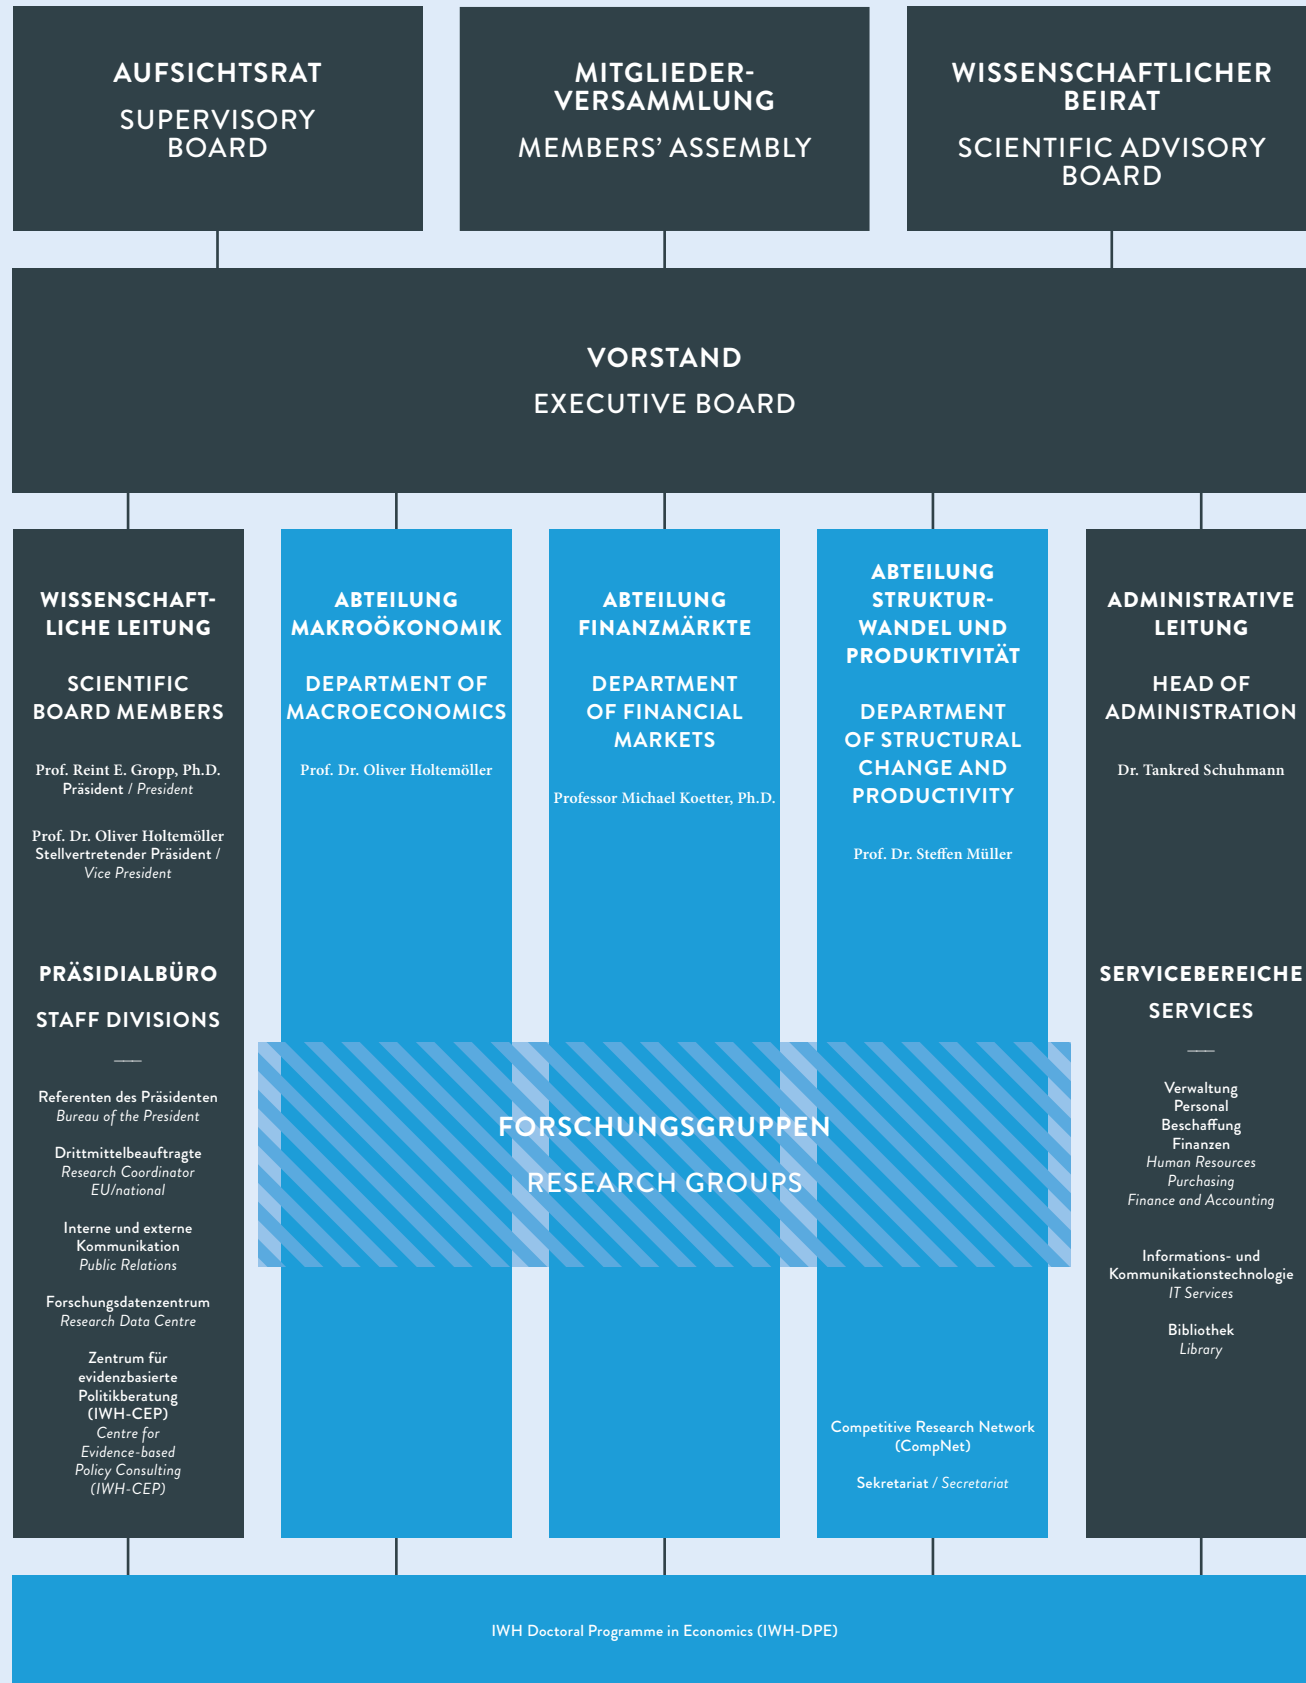 AUFSICHTSRAT
SUPERVISORY
BOARD
MITGLIEDER-
VERSAMMLUNG
MEMBERS’ ASSEMBLY
WISSENSCHAFTLICHER
BEIRAT
SCIENTIFIC ADVISORY
BOARD
VORSTAND
EXECUTIVE BOARD
WISSENSCHAFT-
LICHE LEITUNG
SCIENTIFIC
BOARD MEMBERS
Prof. Reint E. Gropp, Ph.D.
Präsident / President
Prof. Dr. Oliver Holtemöller
Stellvertretender Präsident /
Vice President
PRÄSIDIALBÜRO
STAFF DIVISIONS
Referenten des Präsidenten
Bureau of the President
Drittmittelbeauftragte
Research Coordinator
EU/national
Interne und externe
Kommunikation
Public Relations
Forschungsdatenzentrum
Research Data Centre
Zentrum für
evidenzbasierte
Politikberatung
(IWH-CEP)
Centre for
Evidence-based
Policy Consulting
(IWH-CEP)
ABTEILUNG
MAKROÖKONOMIK
DEPARTMENT OF
MACROECONOMICS
Prof. Dr. Oliver Holtemöller
ABTEILUNG
FINANZMÄRKTE
DEPARTMENT
OF FINANCIAL
MARKETS
Professor Michael Koetter, Ph.D.
ABTEILUNG
STRUKTUR-
WANDEL UND
PRODUKTIVITÄT
DEPARTMENT
OF STRUCTURAL
CHANGE AND
PRODUCTIVITY
Prof. Dr. Steffen Müller
FORSCHUNGSGRUPPEN
RESEARCH GROUPS
Competitive Research Network
(CompNet)
Sekretariat / Secretariat
ADMINISTRATIVE
LEITUNG
HEAD OF
ADMINISTRATION
Dr. Tankred Schuhmann
SERVICEBEREICHE
SERVICES
Verwaltung
Personal
Beschaffung
Finanzen
Human Resources
Purchasing
Finance and Accounting
Informations- und
Kommunikationstechnologie
IT Services
Bibliothek
Library
IWH Doctoral Programme in Economics (IWH-DPE)